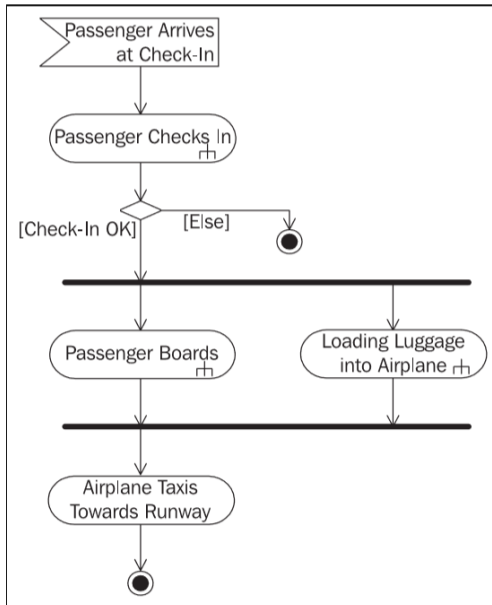 Passenger Arrives
at Check-In
Passenger Checks In
[Check-In OK]
[Else]
Passenger Boards
Loading Luggage
into Airplane
Airplane Taxis
Towards Runway